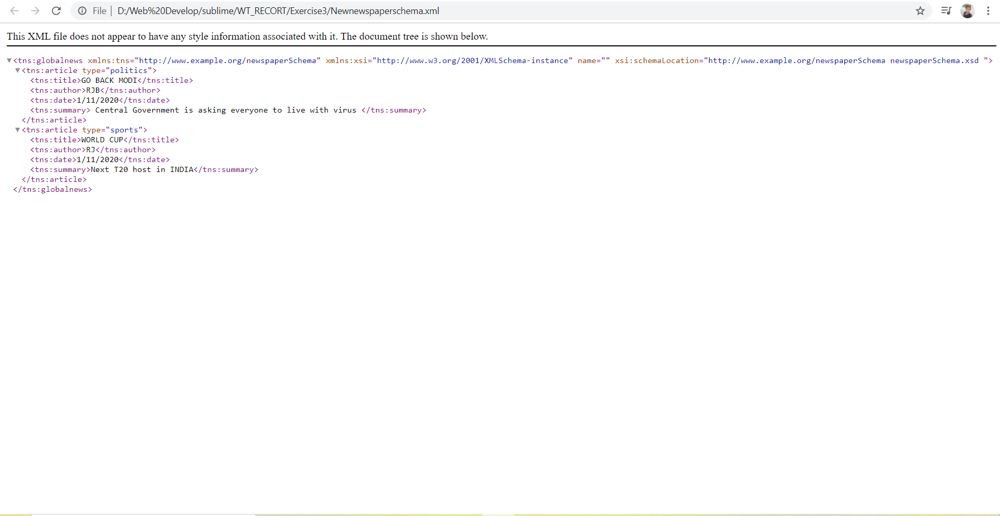 File | D:/Web%20Develop/sublime/WT_RECORT/Exercise3/Newnewspaperschema.xml
This XML file does not appear to have any style information associated with it. The document tree is shown below.
<tns:globalnews xmlns:tns="http://www.example.org/newspaperSchema" xmlns:xsi="http://www.w3.org/2001/XMLSchema-instance" name="" xsi:schemaLocation="http://www.example.org/newspaperSchema newspaperSchema.xsd ">
<tns:article type="politics">
<tns:title>GO BACK MODI</tns:title>
<tns:author>RJB</tns:author>
<tns:date>1/11/2020</tns:date>
<tns:summary> Central Government is asking everyone to live with virus </tns:summary>
</tns:article>
<tns:article type="sports">
<tns:title>WORLD CUP</tns:title>
<tns:author>RJ</tns:author>
<tns:date>1/11/2020</tns:date>
<tns:summary>Next T20 host in INDIA</tns:summary>
</tns:article>
</tns:globalnews>